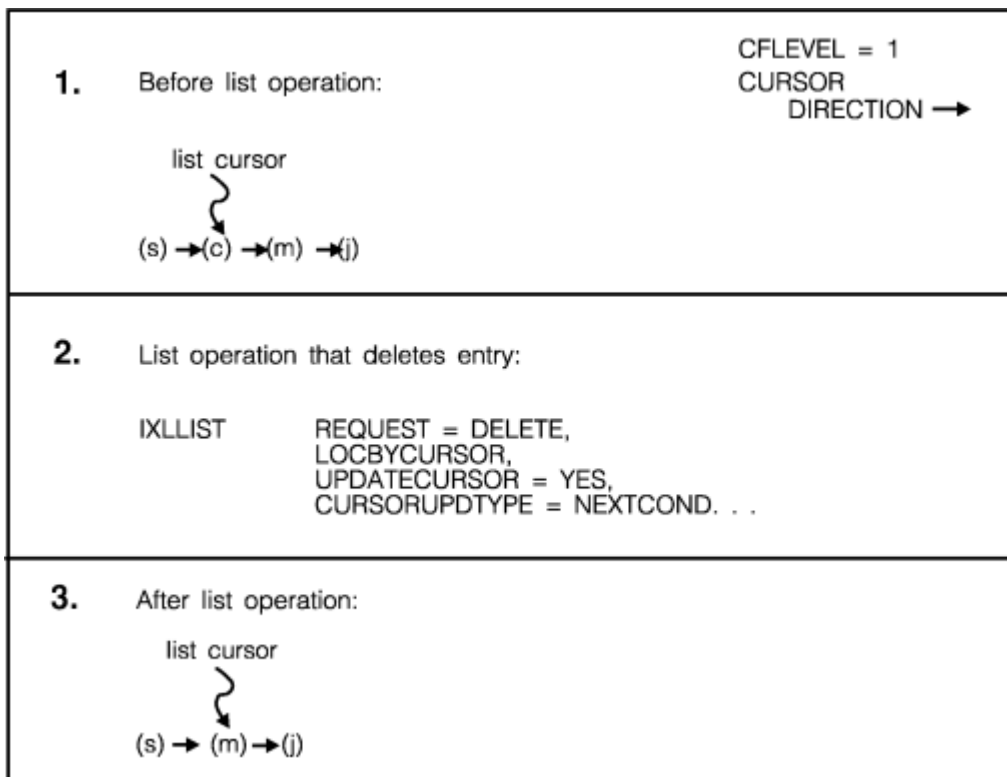 CFLEVEL = 1
1. Before list operation: CURSOR
DIRECTION →
list cursor
(s) →(c) →(m) →(j)
2. List operation that deletes entry:
IXLLIST REQUEST = DELETE,
LOCBYCURSOR,
UPDATECURSOR = YES,
CURSORUPDTYPE = NEXTCOND. . .
3. After list operation:
list cursor
(s) → (m) →(j)